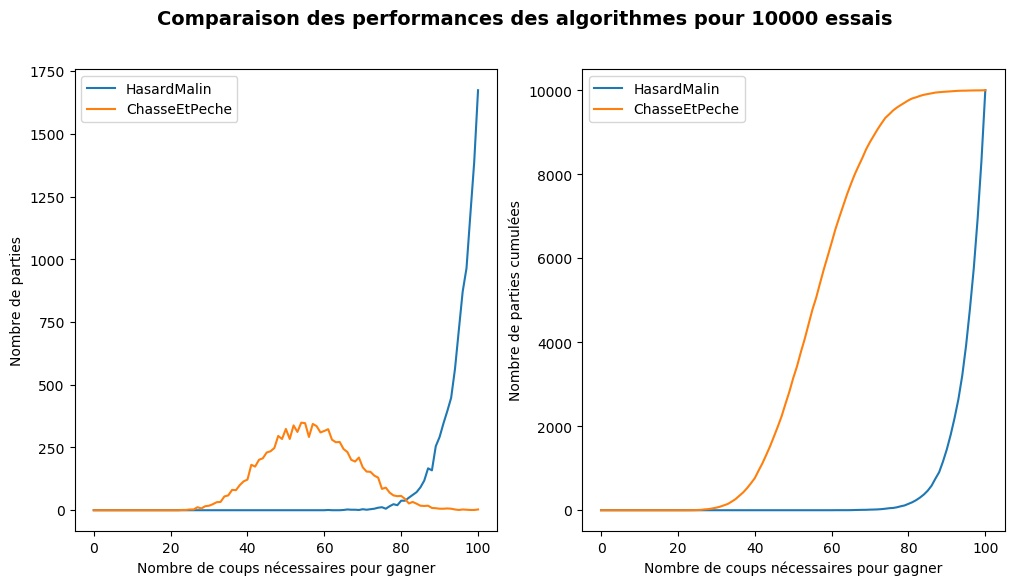 Comparaison des performances des algorithmes pour 10000 essais
HasardMalin
ChasseEtPeche
Nombre de parties
1750
1500
1250
1000
750
500
250
0
0 20 40 60 80 100
Nombre de coups nécessaires pour gagner
HasardMalin
ChasseEtPeche
Nombre de parties cumulées
10000
8000
6000
4000
2000
0
0 20 40 60 80 100
Nombre de coups nécessaires pour gagner